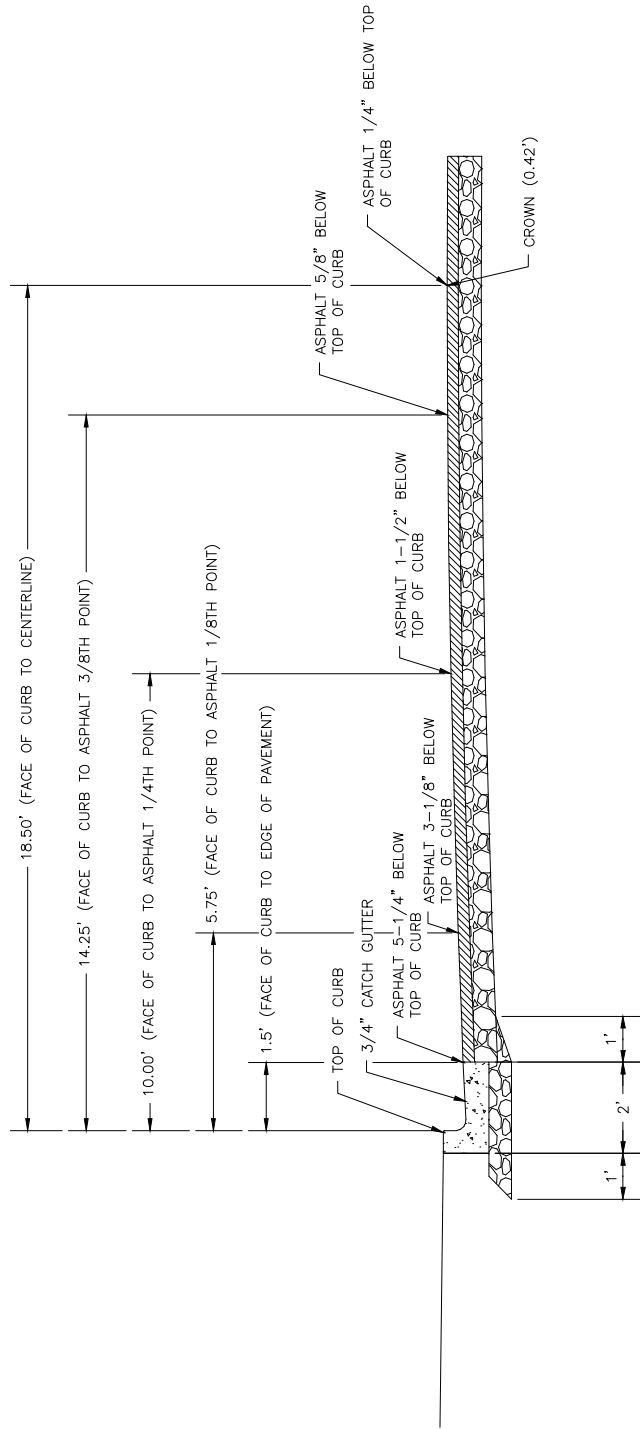 18.50' (FACE OF CURB TO CENTERLINE)
14.25' (FACE OF CURB TO ASPHALT 3/8TH POINT)
10.00' (FACE OF CURB TO ASPHALT 1/4TH POINT)
5.75' (FACE OF CURB TO ASPHALT 1/8TH POINT)
1.5' (FACE OF CURB TO EDGE OF PAVEMENT)
TOP OF CURB
3/4" CATCH GUTTER
ASPHALT 5-1/4" BELOW
TOP OF CURB
ASPHALT 3-1/8" BELOW
TOP OF CURB
ASPHALT 1-1/2" BELOW
TOP OF CURB
ASPHALT 5/8" BELOW
TOP OF CURB
ASPHALT 1/4" BELOW TOP
OF CURB
CROWN (0.42')
1'
2'
1'